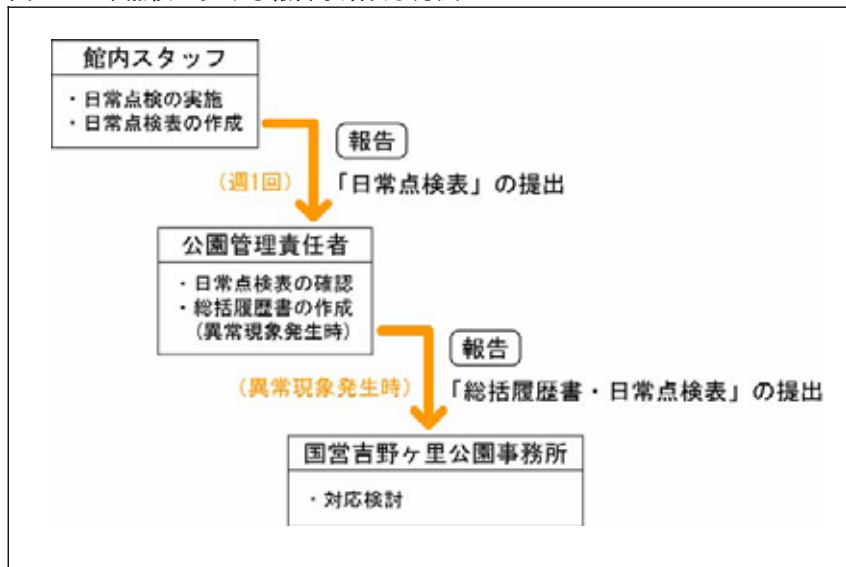 館内スタッフ
・日常点検の実施
・日常点検表の作成
報告
（週1回）
「日常点検表」の提出
公園管理責任者
・日常点検表の確認
・総括履歴書の作成
（異常現象発生時）
報告
（異常現象発生時）
「総括履歴書・日常点検表」の提出
国営吉野ヶ里公園事務所
・対応検討